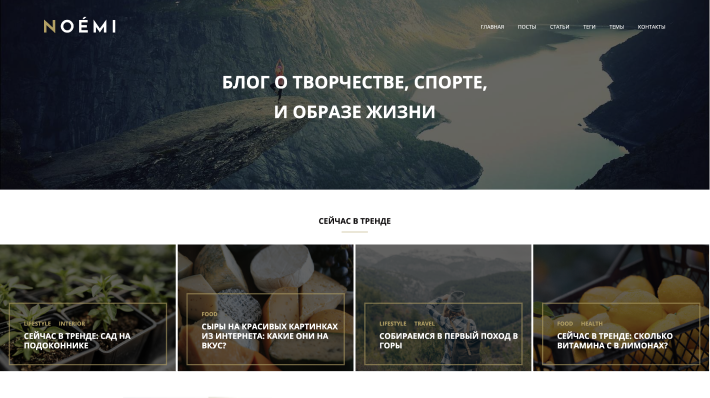 NOÉMI
ГЛАВНАЯ ПОСТЫ СТАТЬИ ТЕГИ ТЕМЫ КОНТАКТЫ
БЛОГ О ТВОРЧЕСТВЕ, СПОРТЕ,
И ОБРАЗЕ ЖИЗНИ
СЕЙЧАС В ТРЕНДЕ
LIFESTYLE INTERIOR
СЕЙЧАС В ТРЕНДЕ: САД НА
ПОДОКОННИКЕ
FOOD
СЫРЫ НА КРАСИВЫХ КАРТИНКАХ
ИЗ ИНТЕРНЕТА: КАКИЕ ОНИ НА
ВКУС?
LIFESTYLE TRAVEL
СОБИРАЕМСЯ В ПЕРВЫЙ ПОХОД В
ГОРЫ
FOOD HEALTH
СЕЙЧАС В ТРЕНДЕ: СКОЛЬКО
ВИТАМИНА С В ЛИМОНАХ?